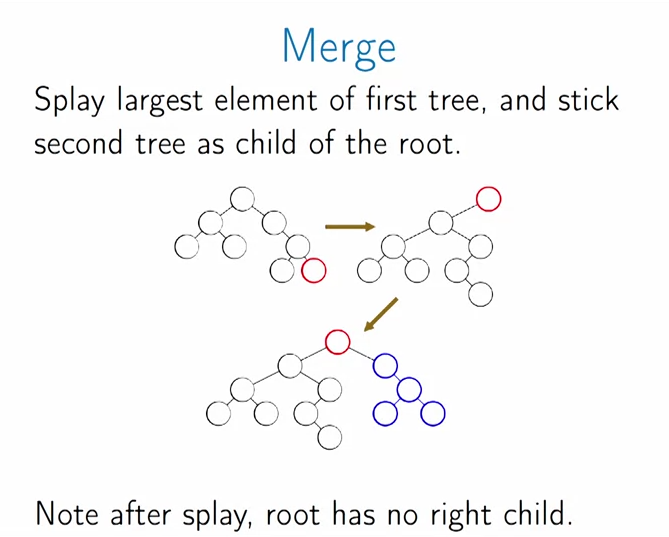 Merge
Splay largest element of first tree, and stick
second tree as child of the root.
Note after splay, root has no right child.